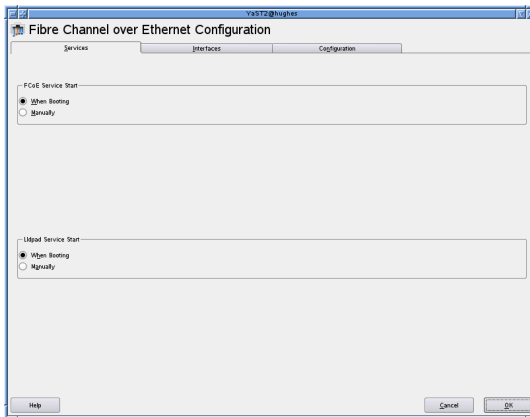 YaST2@hughes
Fibre Channel over Ethernet Configuration
Services Interfaces Configuration
FCoE Service Start
When Booting
Manually
Lldpad Service Start
When Booting
Manually
Help Cancel OK